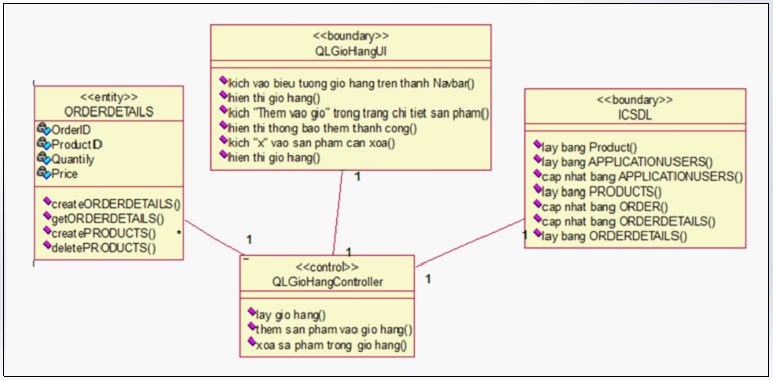 <<boundary>>
QLGioHangUI
kich vao bieu tuong gio hang tren thanh Navbar()
hien thi gio hang()
kich "Them vao gio" trong trang chi tiet san pham()
hien thi thong bao them thanh cong()
kich "x" vao san pham can xoa()
hien thi gio hang()
<<entity>>
ORDERDETAILS
OrderID
ProductID
Quantily
Price
createORDERDETAILS()
getORDERDETAILS()
createPRODUCTS()
deletePRODUCTS()
*
<<boundary>>
ICSDL
lay bang Product()
lay bang APPLICATIONUSERS()
cap nhat bang APPLICATIONUSERS()
lay bang PRODUCTS()
cap nhat bang ORDER()
cap nhat bang ORDERDETAILS()
lay bang ORDERDETAILS()
1
1
1
1
1
<<control>>
QLGioHangController
lay gio hang()
them san pham vao gio hang()
xoa sa pham trong gio hang()